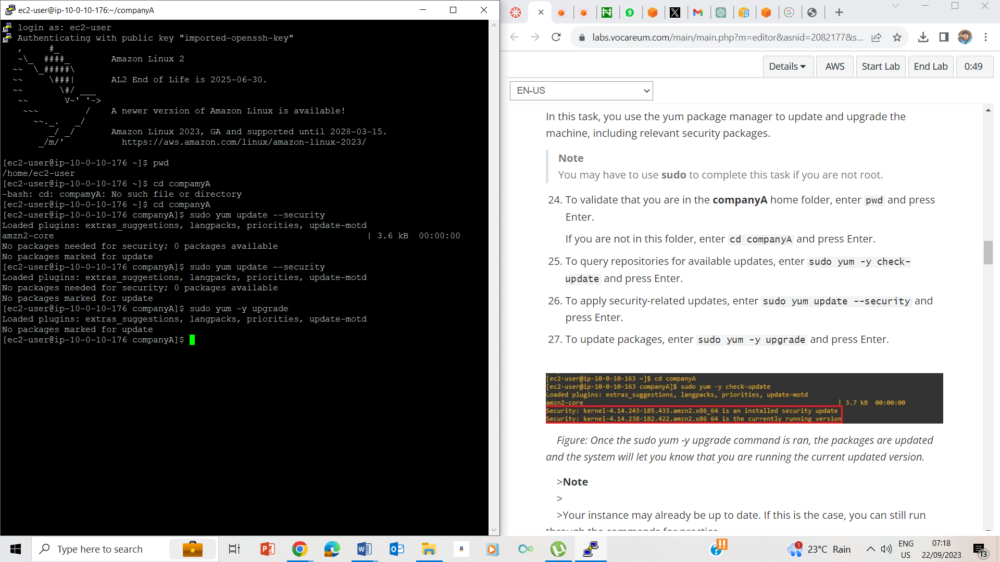 ec2-user@ip-10-0-10-176:~/companyA
login as: ec2-user
Authenticating with public key "imported-openssh-key"
   ,     #_
   ~\_  ####_        Amazon Linux 2
  ~~  \_#####\
  ~~     \###|       AL2 End of Life is 2025-06-30.
  ~~       \#/ ___
   ~~       V~' '->
    ~~~         /    A newer version of Amazon Linux is available!
      ~~._.   _/
         _/ _/       Amazon Linux 2023, GA and supported until 2028-03-15.
       _/m/'           https://aws.amazon.com/linux/amazon-linux-2023/
[ec2-user@ip-10-0-10-176 ~]$ pwd
/home/ec2-user
[ec2-user@ip-10-0-10-176 ~]$ cd compamyA
-bash: cd: compamyA: No such file or directory
[ec2-user@ip-10-0-10-176 ~]$ cd companyA
[ec2-user@ip-10-0-10-176 companyA]$ sudo yum update --security
Loaded plugins: extras_suggestions, langpacks, priorities, update-motd
amzn2-core | 3.6 kB 00:00:00
No packages needed for security; 0 packages available
No packages marked for update
[ec2-user@ip-10-0-10-176 companyA]$ sudo yum update --security
Loaded plugins: extras_suggestions, langpacks, priorities, update-motd
No packages needed for security; 0 packages available
No packages marked for update
[ec2-user@ip-10-0-10-176 companyA]$ sudo yum -y upgrade
Loaded plugins: extras_suggestions, langpacks, priorities, update-motd
No packages marked for update
[ec2-user@ip-10-0-10-176 companyA]$
labs.vocareum.com/main/main.php?m=editor&asnid=2082177&s...
Details AWS Start Lab End Lab 0:49
EN-US
In this task, you use the yum package manager to update and upgrade the
machine, including relevant security packages.
Note
You may have to use sudo to complete this task if you are not root.
24. To validate that you are in the companyA home folder, enter pwd and press
Enter.
If you are not in this folder, enter cd companyA and press Enter.
25. To query repositories for available updates, enter sudo yum -y check-
update and press Enter.
26. To apply security-related updates, enter sudo yum update --security and
press Enter.
27. To update packages, enter sudo yum -y upgrade and press Enter.
[ec2-user@ip-10-0-10-163 ~]$ cd companyA
[ec2-user@ip-10-0-10-163 companyA]$ sudo yum -y check-update
Loaded plugins: extras_suggestions, langpacks, priorities, update-motd
amzn2-core | 3.7 kB 00:00:00
Security: kernel-4.14.243-185.433.amzn2.x86_64 is an installed security update
Security: kernel-4.14.238-182.422.amzn2.x86_64 is the currently running version
Figure: Once the sudo yum -y upgrade command is ran, the packages are updated
and the system will let you know that you are running the current updated version.
>Note
>
>Your instance may already be up to date. If this is the case, you can still run
through the commands for practice.
Type here to search
23°C Rain
ENG
US
07:18
22/09/2023
13